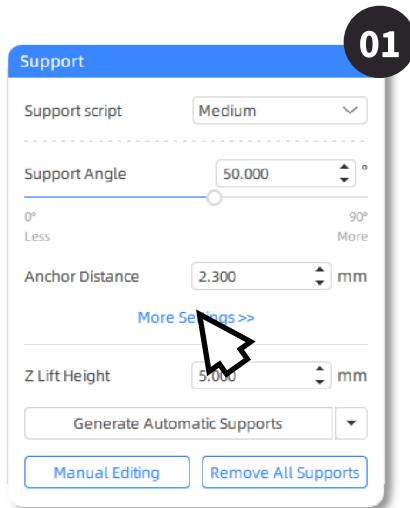 01
Support
Support script Medium
Support Angle 50.000 °
0° 90°
Less More
Anchor Distance 2.300 mm
More Settings >>
Z Lift Height 5.000 mm
Generate Automatic Supports
Manual Editing Remove All Supports